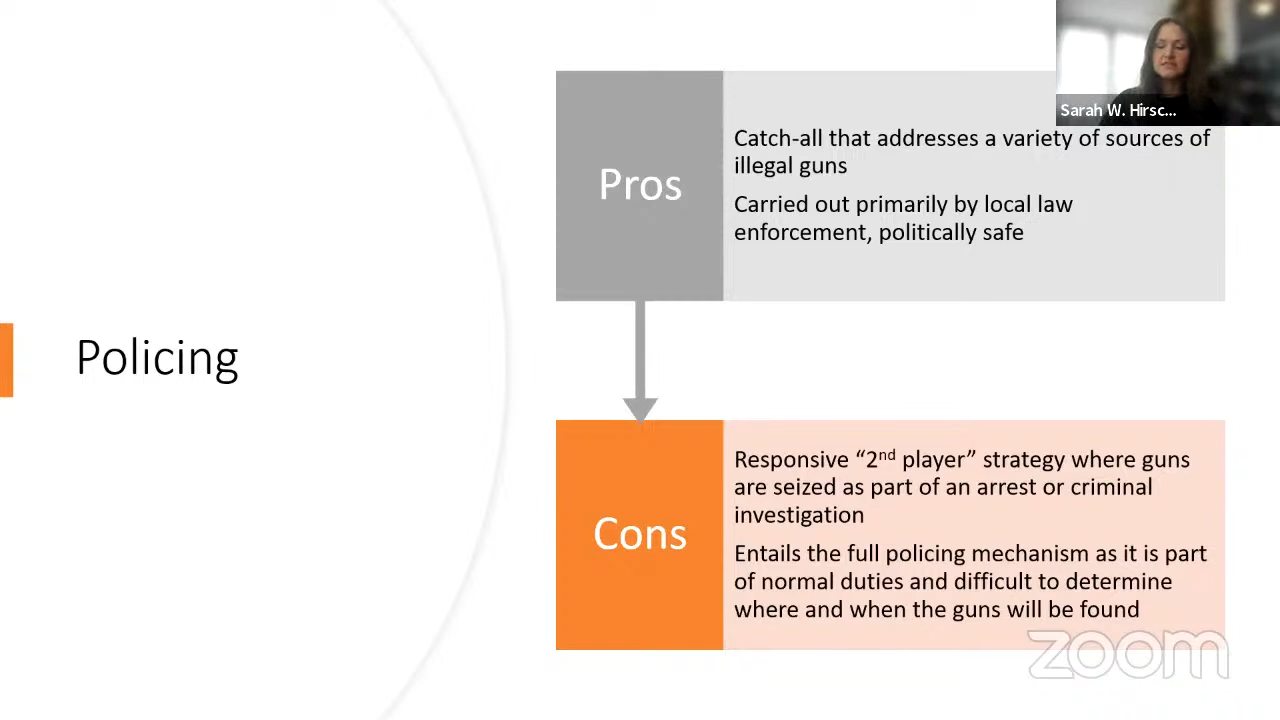 Sarah W. Hirsc...
Catch-all that addresses a variety of sources of
illegal guns
Pros
Carried out primarily by local law
enforcement, politically safe
Policing
Responsive “2nd player” strategy where guns
are seized as part of an arrest or criminal
investigation
Cons
Entails the full policing mechanism as it is part
of normal duties and difficult to determine
where and when the guns will be found
zoom